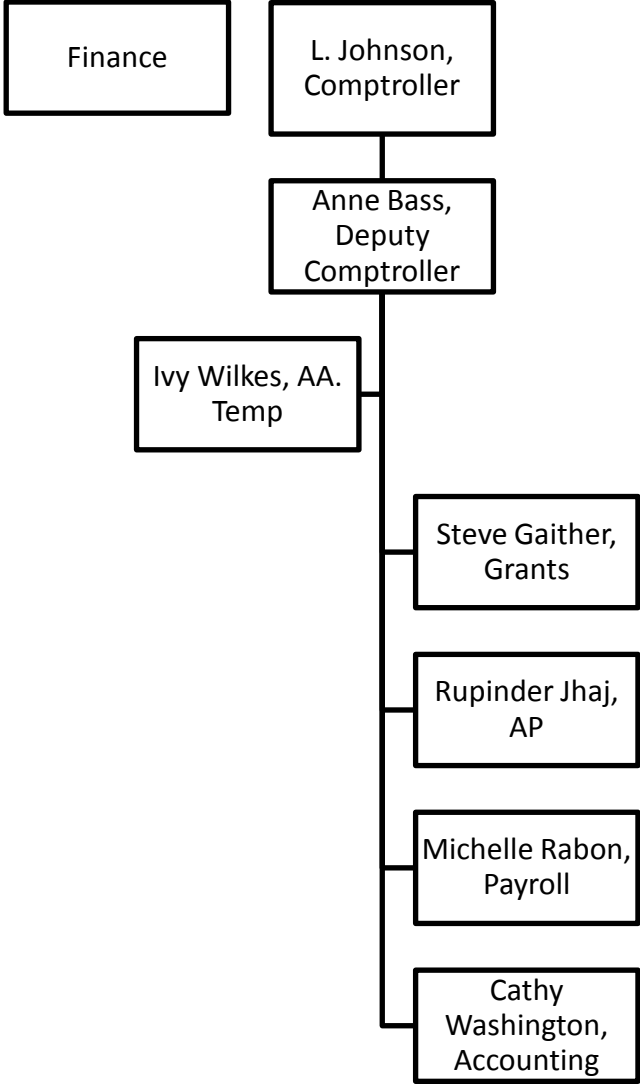 Finance
L. Johnson,
Comptroller
Anne Bass,
Deputy
Comptroller
Ivy Wilkes, AA.
Temp
Steve Gaither,
Grants
Rupinder Jhaj,
AP
Michelle Rabon,
Payroll
Cathy
Washington,
Accounting